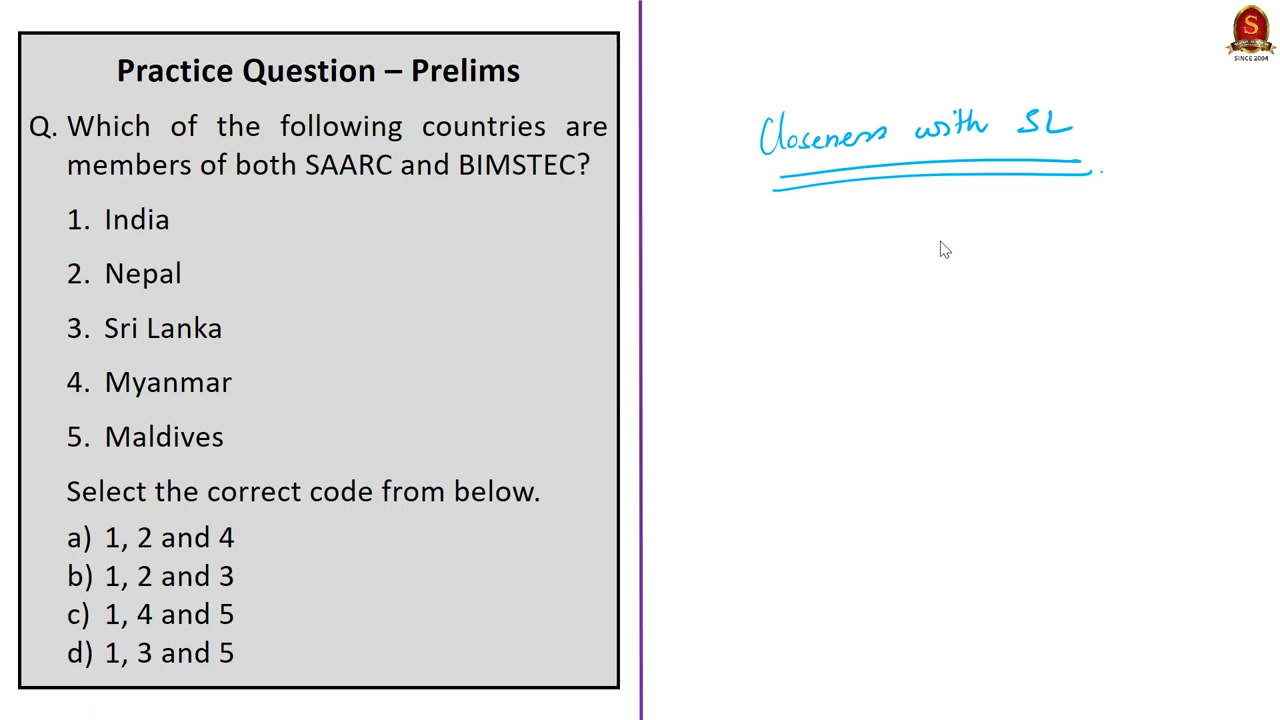 Practice Question – Prelims
Q. Which of the following countries are
members of both SAARC and BIMSTEC?
1. India
2. Nepal
3. Sri Lanka
4. Myanmar
5. Maldives
Select the correct code from below.
a) 1, 2 and 4
b) 1, 2 and 3
c) 1, 4 and 5
d) 1, 3 and 5
Closeness with SL
S
SINCE 2004